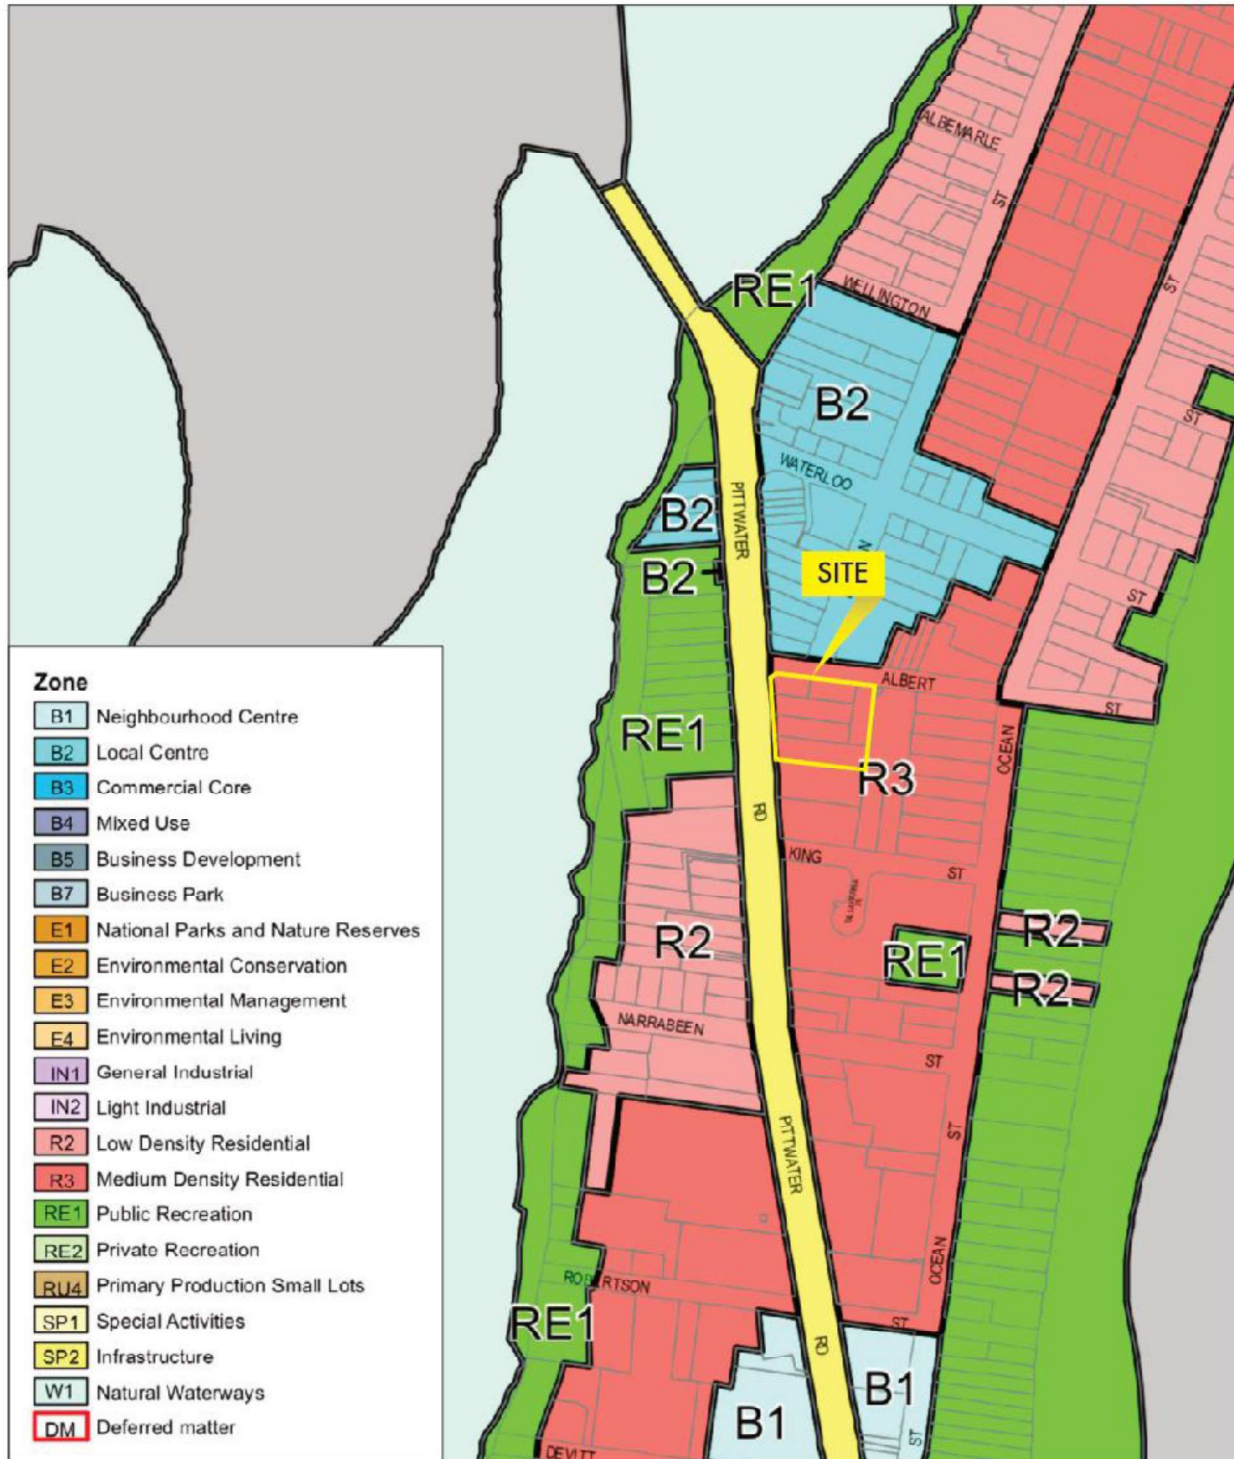 ALBEMARLE
ST
RE1
WELLINGTON
ST
B2
ST
WATERLOO
PITTWATER
B2
B2
SITE
ST
ALBERT
ST
RE1
OCEAN
R3
RD
KING
ST
R2
R2
RE1
R2
NARRABEEN
ST
ST
PITTWATER
OCEAN
ROBERTSON
RE1
ST
RD
B1
B1
ST
DEVITT
Zone
B1 Neighbourhood Centre
B2 Local Centre
B3 Commercial Core
B4 Mixed Use
B5 Business Development
B7 Business Park
E1 National Parks and Nature Reserves
E2 Environmental Conservation
E3 Environmental Management
E4 Environmental Living
IN1 General Industrial
IN2 Light Industrial
R2 Low Density Residential
R3 Medium Density Residential
RE1 Public Recreation
RE2 Private Recreation
RU4 Primary Production Small Lots
SP1 Special Activities
SP2 Infrastructure
W1 Natural Waterways
DM Deferred matter